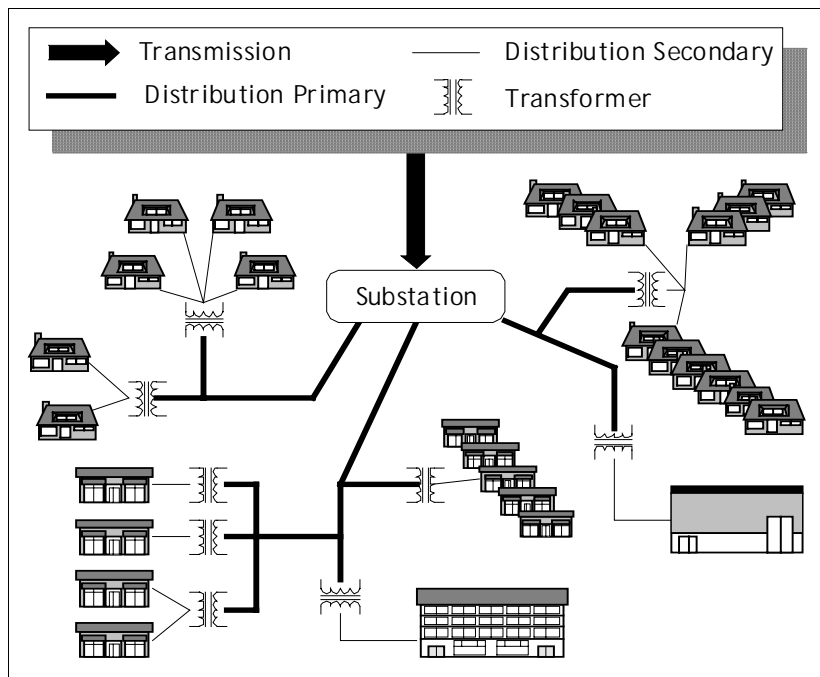 Transmission
Distribution Secondary
Distribution Primary
Transformer
Substation